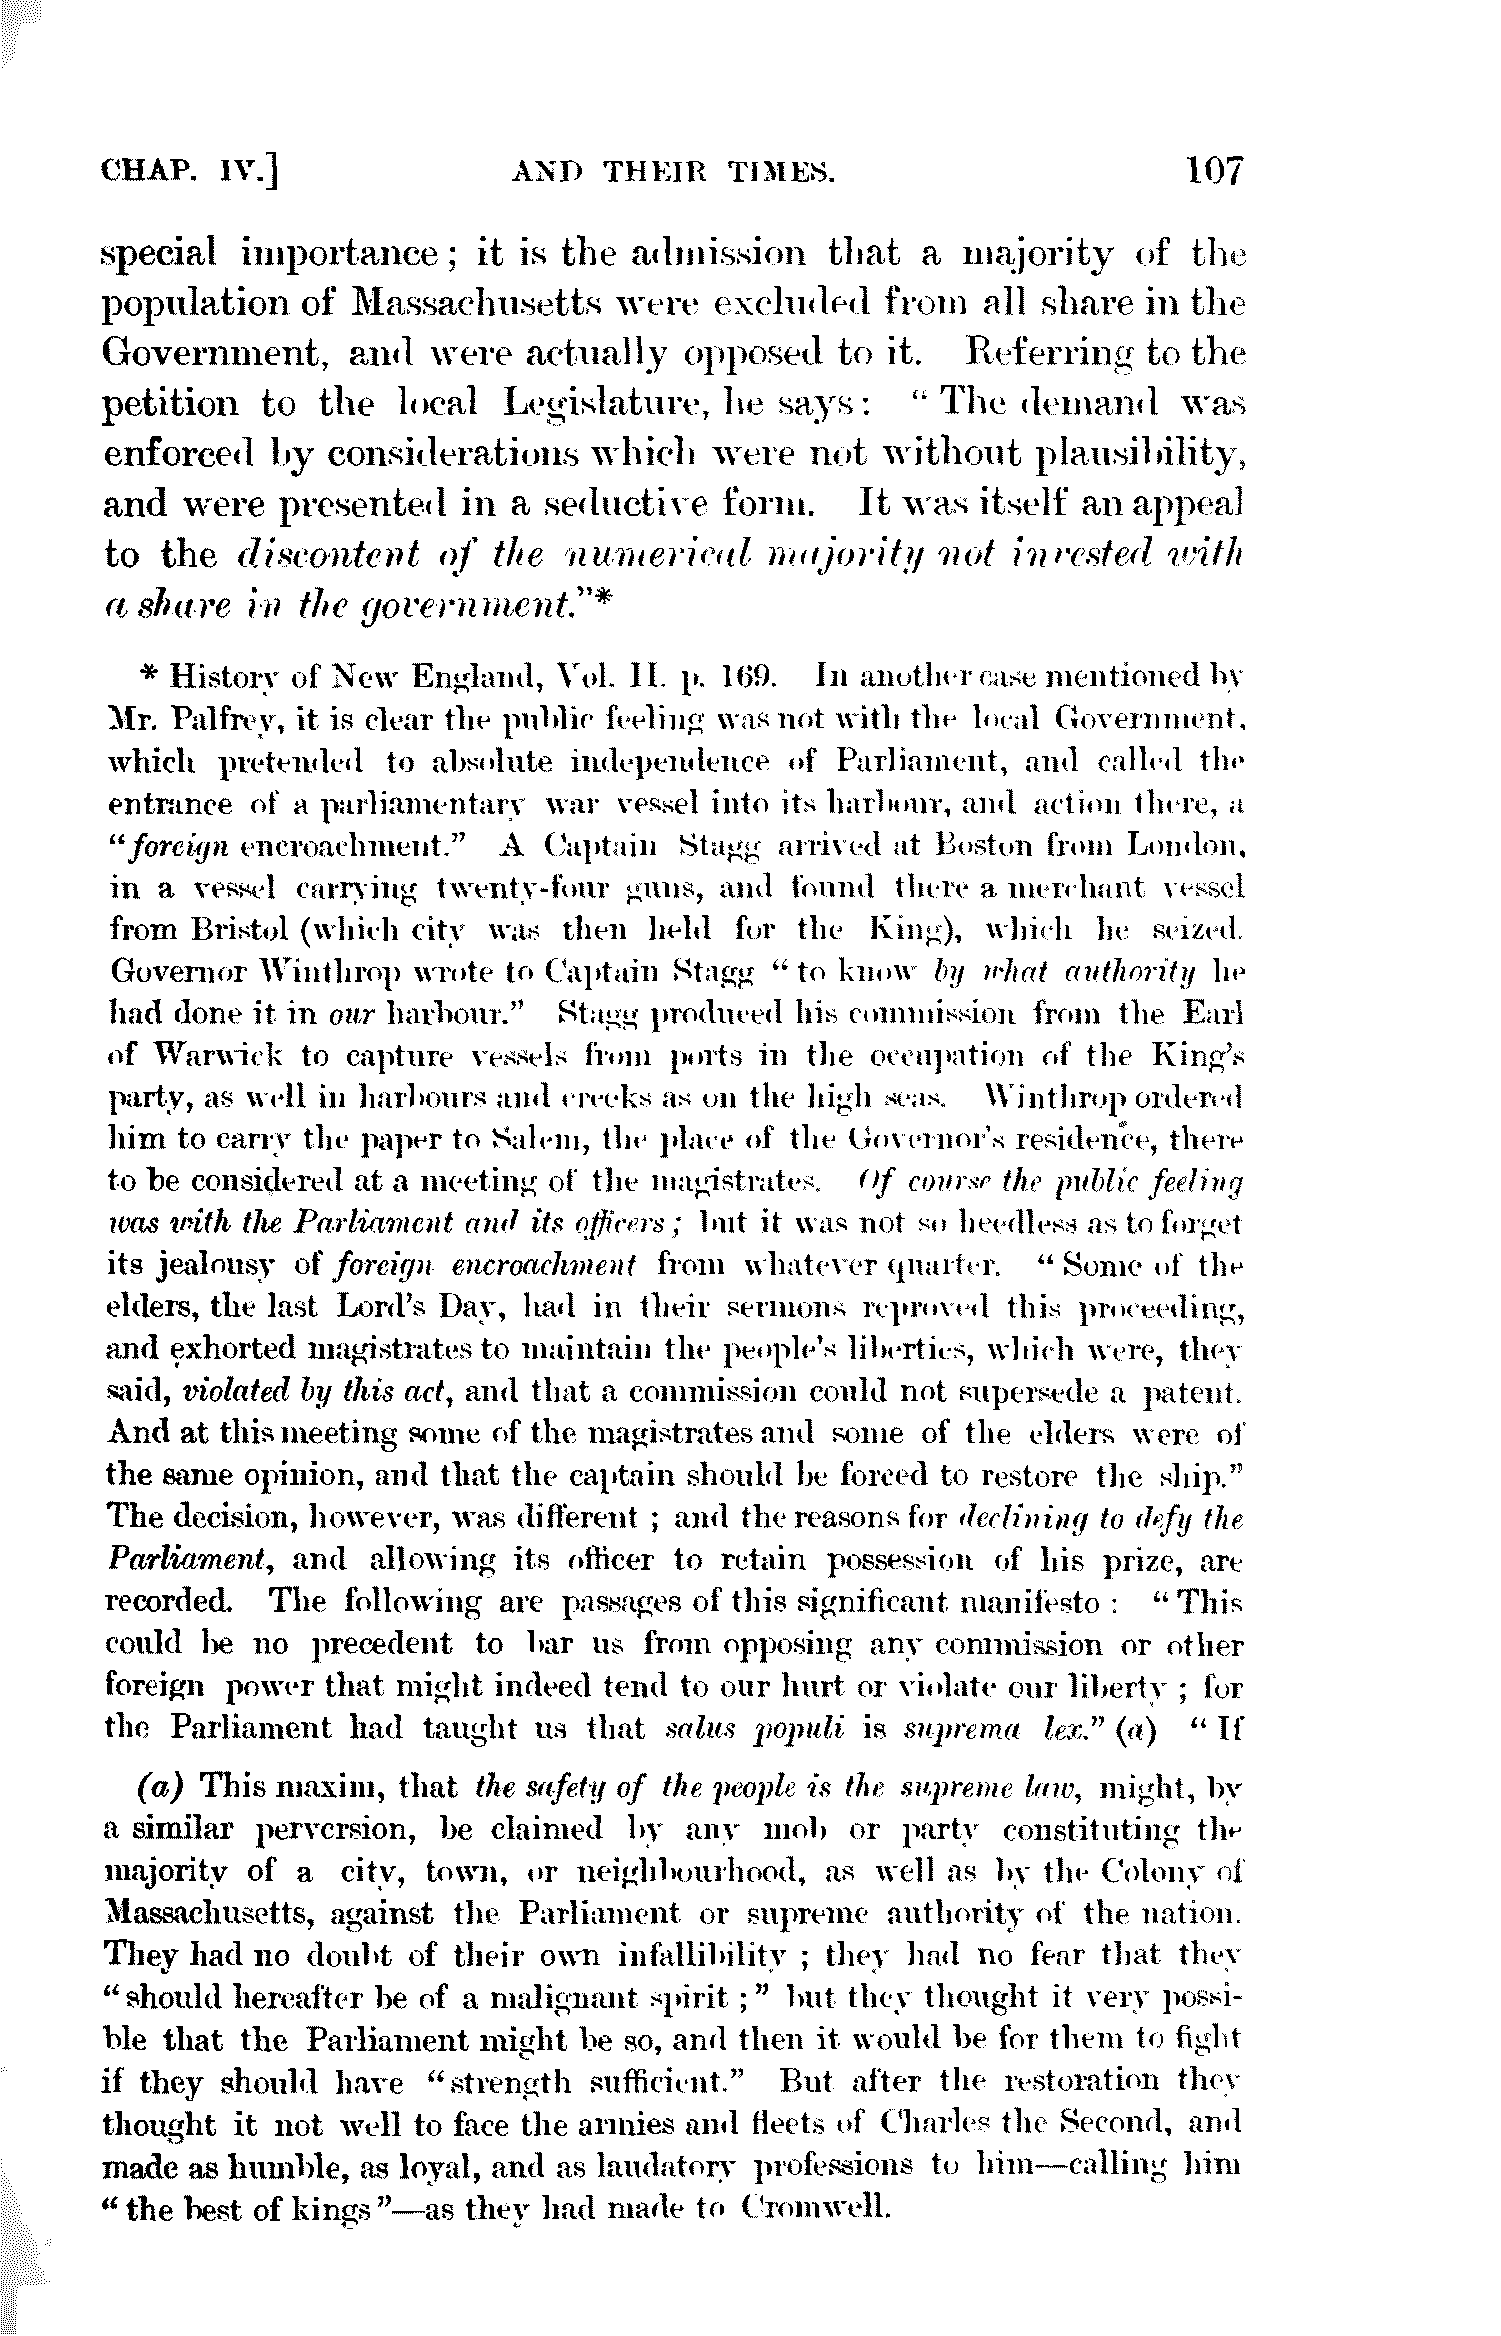 CHAP. IV.] AND THEIR TIMES. 107
special importance; it is the admission that a majority of the
population of Massachusetts were excluded from all share in the
Government, and were actually opposed to it. Referring to the
petition to the local Legislature, he says: "The demand was
enforced by considerations which were not without plausibility,
and were presented in a seductive form. It was itself an appeal
to the discontent of the numerical majority not invested with
a share in the government."*
* History of New England, Vol. II. p. 169. In another case mentioned by
Mr. Palfrey, it is clear the public feeling was not with the local Government,
which pretended to absolute independence of Parliament, and called the
entrance of a parliamentary war vessel into its harbour, and action there, a
"foreign encroachment." A Captain Stagg arrived at Boston from London,
in a vessel carrying twenty-four guns, and found there a merchant vessel
from Bristol (which city was then held for the King), which he seized.
Governor Winthrop wrote to Captain Stagg "to know by what authority he
had done it in our harbour." Stagg produced his commission from the Earl
of Warwick to capture vessels from ports in the occupation of the King's
party, as well in harbours and creeks as on the high seas. Winthrop ordered
him to carry the paper to Salem, the place of the Governor's residence, there
to be considered at a meeting of the magistrates. Of course the public feeling
was with the Parliament and its officers; but it was not so heedless as to forget
its jealousy of foreign encroachment from whatever quarter. "Some of the
elders, the last Lord's Day, had in their sermons reproved this proceeding,
and exhorted magistrates to maintain the people's liberties, which were, they
said, violated by this act, and that a commission could not supersede a patent.
And at this meeting some of the magistrates and some of the elders were of
the same opinion, and that the captain should be forced to restore the ship."
The decision, however, was different; and the reasons for declining to defy the
Parliament, and allowing its officer to retain possession of his prize, are
recorded. The following are passages of this significant manifesto: "This
could be no precedent to bar us from opposing any commission or other
foreign power that might indeed tend to our hurt or violate our liberty; for
the Parliament had taught us that salus populi is suprema lex." (a) "If
(a) This maxim, that the safety of the people is the supreme law, might, by
a similar perversion, be claimed by any mob or party constituting the
majority of a city, town, or neighbourhood, as well as by the Colony of
Massachusetts, against the Parliament or supreme authority of the nation.
They had no doubt of their own infallibility; they had no fear that they
"should hereafter be of a malignant spirit;" but they thought it very possi-
ble that the Parliament might be so, and then it would be for them to fight
if they should have "strength sufficient." But after the restoration they
thought it not well to face the armies and fleets of Charles the Second, and
made as humble, as loyal, and as laudatory professions to him—calling him
"the best of kings"—as they had made to Cromwell.